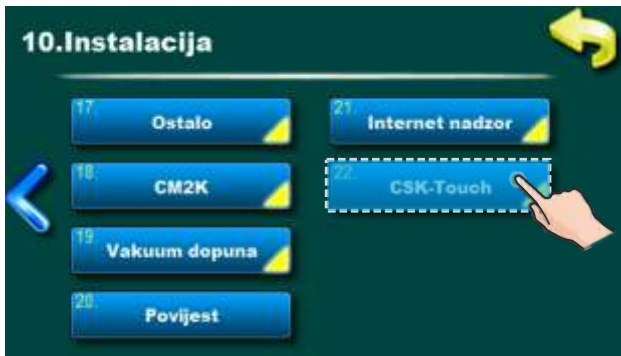 10.Instalacija
17.
Ostalo
18.
CM2K
19
Vakuum dopuna
20.
Povijest
21.
Internet nadzor
22.
CSK-Touch